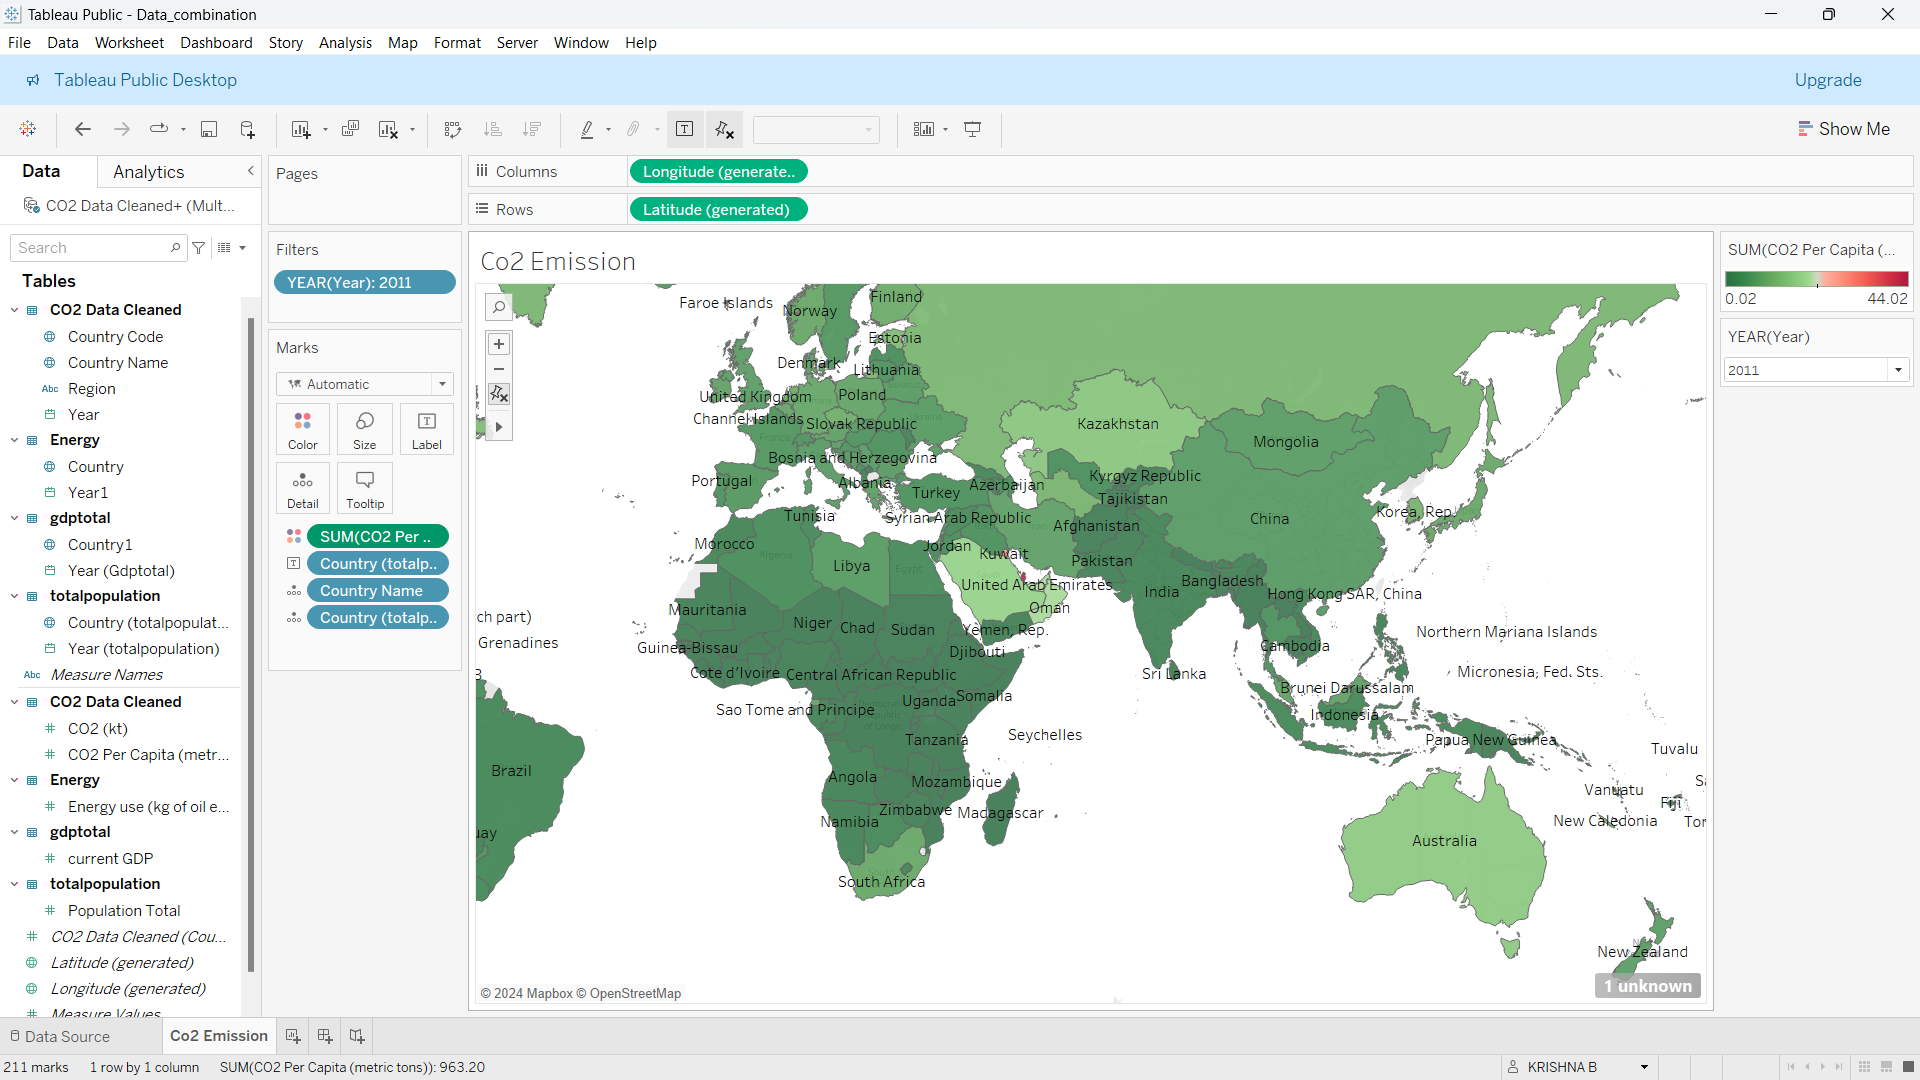 Tableau Public - Data_combination
File Data Worksheet Dashboard Story Analysis Map Format Server Window Help
Tableau Public Desktop
Upgrade
Show Me
Data
Analytics
CO2 Data Cleaned+ (Mult...
Search
Tables
CO2 Data Cleaned
Country Code
Country Name
Abc Region
Year
Energy
Country
Year1
gdptotal
Country1
Year (Gdptotal)
totalpopulation
Country (totalpopulat...
Year (totalpopulation)
Abc Measure Names
CO2 Data Cleaned
CO2 (kt)
CO2 Per Capita (metr...
Energy
Energy use (kg of oil e...
gdptotal
current GDP
totalpopulation
Population Total
CO2 Data Cleaned (Cou...
Latitude (generated)
Longitude (generated)
Measure Values
Pages
Filters
YEAR(Year): 2011
Marks
Automatic
Color
Size
Label
Detail
Tooltip
SUM(CO2 Per ..
Country (totalp..
Country Name
Country (totalp..
Columns
Longitude (generate..
Rows
Latitude (generated)
Co2 Emission
Faroe Islands
Norway
Finland
Estonia
Denmark
Lithuania
United Kingdom
Poland
Channel Islands
Slovak Republic
Kazakhstan
Mongolia
Bosnia and Herzegovina
Portugal
Albania
Turkey
Azerbaijan
Kyrgyz Republic
Tajikistan
Tunisia
Syrian Arab Republic
Afghanistan
China
Korea, Rep.
Morocco
Algeria
Jordan
Kuwait
Pakistan
Libya
Egypt
United Arab Emirates
India
Bangladesh
Hong Kong SAR, China
Mauritania
Oman
ch part)
Niger
Chad
Sudan
Yemen, Rep.
Northern Mariana Islands
Grenadines
Guinea-Bissau
Djibouti
Cambodia
Cote d'Ivoire
Central African Republic
Sri Lanka
Micronesia; Fed. Sts.
Uganda
Somalia
Brunei Darussalam
Sao Tome and Principe
Indonesia
Seychelles
Tanzania
Papua New Guinea
Tuvalu
Brazil
Angola
Mozambique
Vanuatu
Fiji
Zimbabwe
Madagascar
Namibia
New Caledonia
Tor
uay
Australia
South Africa
New Zealand
1 unknown
© 2024 Mapbox © OpenStreetMap
SUM(CO2 Per Capita (...
0.02
44.02
YEAR(Year)
2011
Data Source
Co2 Emission
211 marks
1 row by 1 column
SUM(CO2 Per Capita (metric tons)): 963.20
KRISHNA B